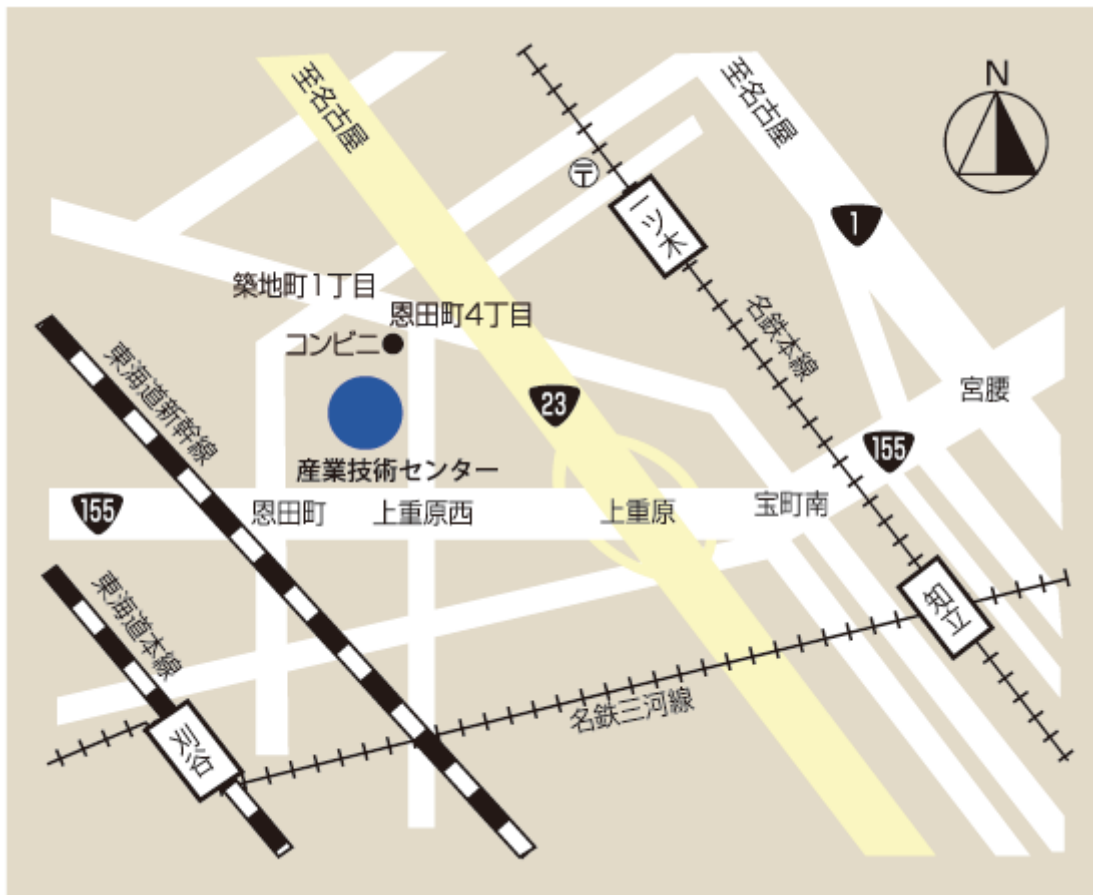 至名古屋
至名古屋
N
〒
一ツ木
1
築地町1丁目
恩田町4丁目
名鉄本線
コンビニ
東海道新幹線
23
宮腰
155
産業技術センター
155
恩田町
上重原西
上重原
宝町南
東海道本線
知立
名鉄三河線
刈谷